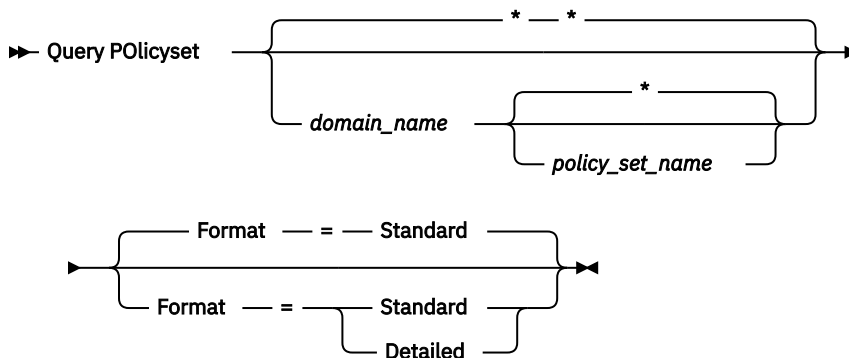 * *
Query POlicyset
*
domain_name
policy_set_name
Format = Standard
Format = Standard
Detailed